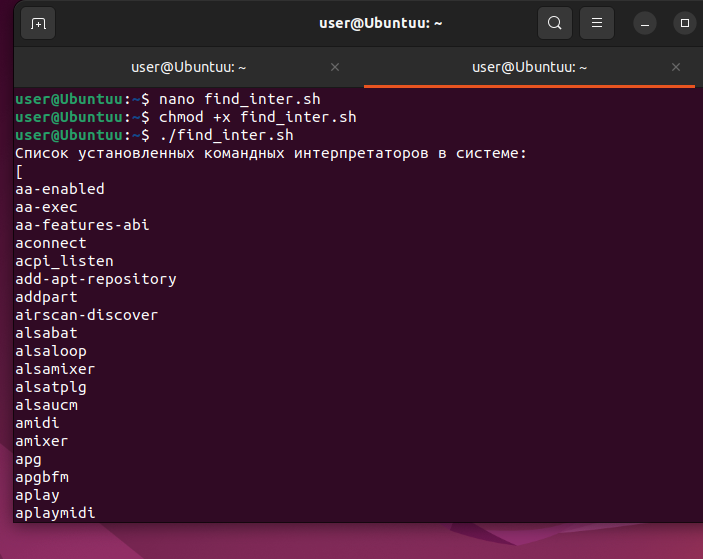 user@Ubuntuu: ~
user@Ubuntuu: ~
user@Ubuntuu: ~
user@Ubuntuu:~$ nano find_inter.sh
user@Ubuntuu:~$ chmod +x find_inter.sh
user@Ubuntuu:~$ ./find_inter.sh
Список установленных командных интерпретаторов в системе:
[
aa-enabled
aa-exec
aa-features-abi
aconnect
acpi_listen
add-apt-repository
addpart
airscan-discover
alsabat
alsaloop
alsamixer
alsatplg
alsaucm
amidi
amixer
apg
apgbfm
aplay
aplaymidi